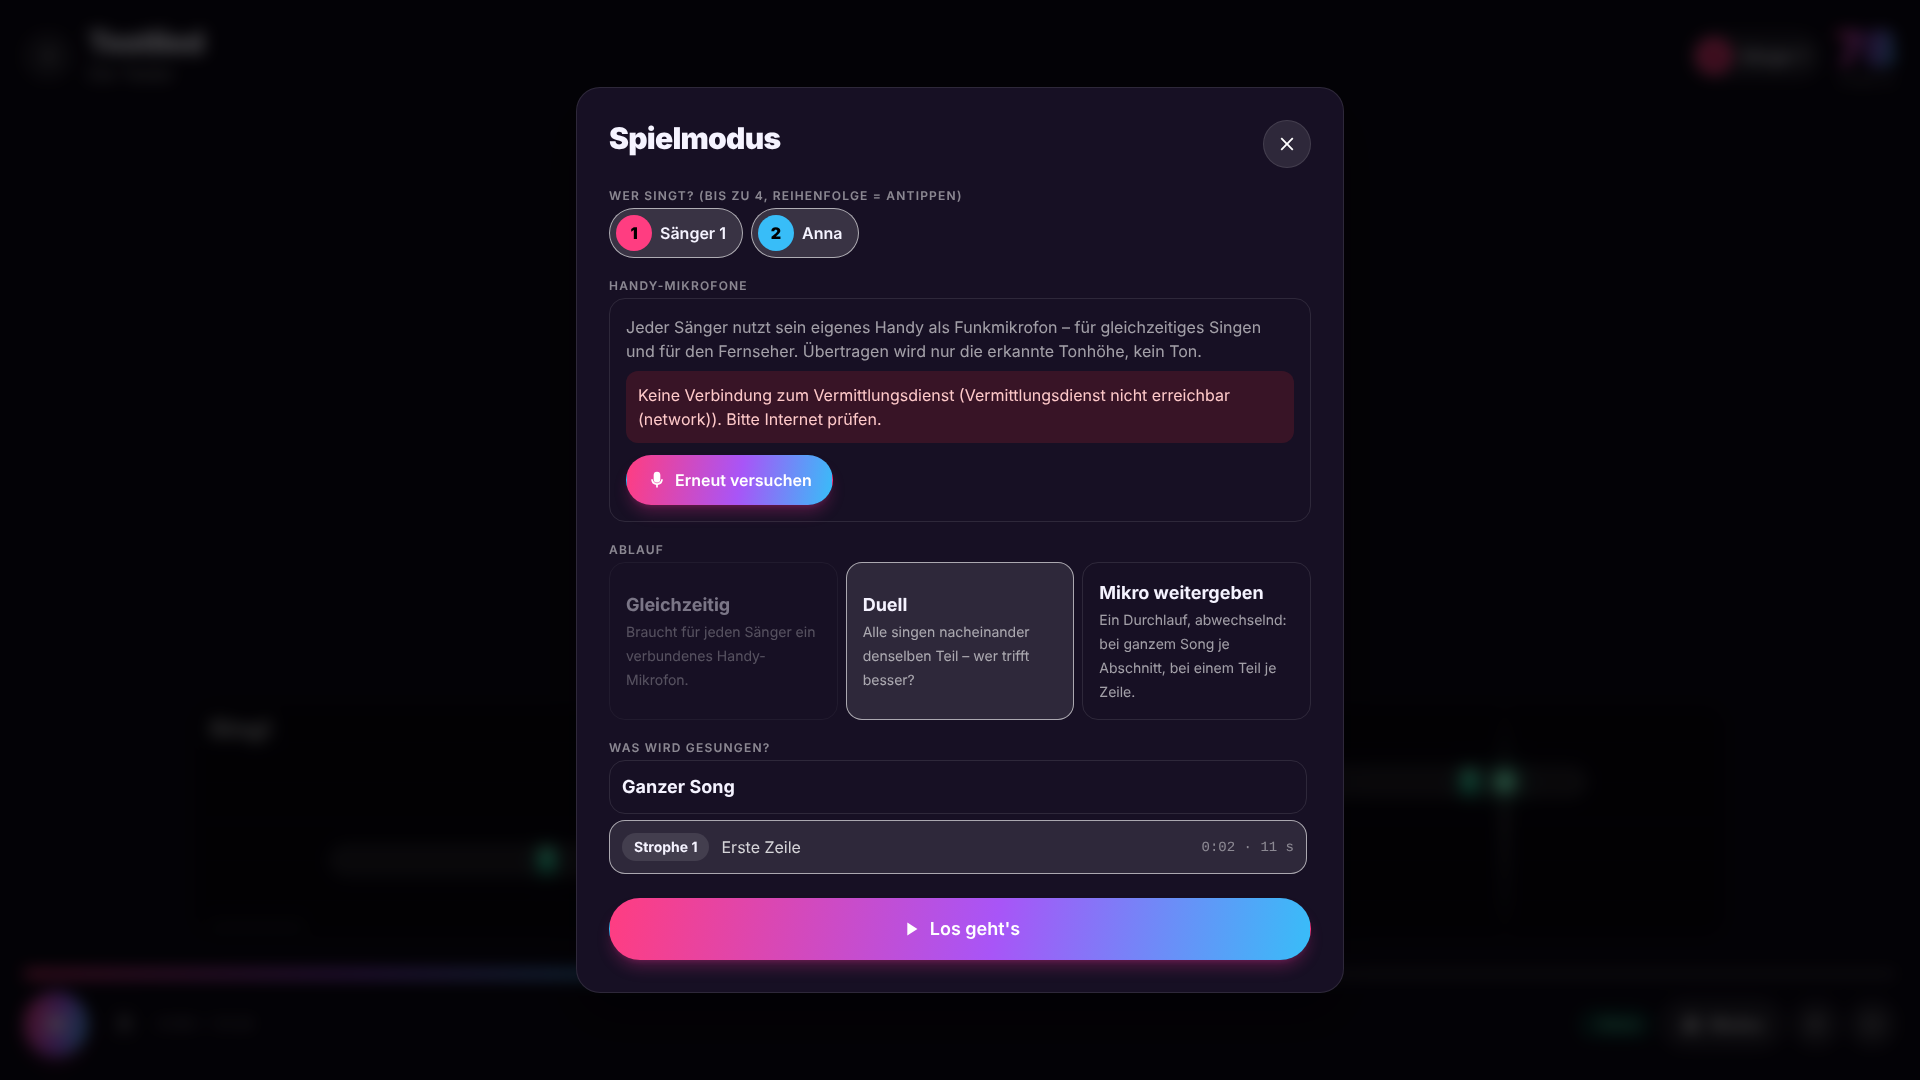 Spielmodus
WER SINGT? (BIS ZU 4, REIHENFOLGE = ANTIPPEN)
1 Sänger 1 2 Anna
HANDY-MIKROFONE
Jeder Sänger nutzt sein eigenes Handy als Funkmikrofon – für gleichzeitiges Singen
und für den Fernseher. Übertragen wird nur die erkannte Tonhöhe, kein Ton.
Keine Verbindung zum Vermittlungsdienst (Vermittlungsdienst nicht erreichbar
(network)). Bitte Internet prüfen.
Erneut versuchen
ABLAUF
Gleichzeitig
Braucht für jeden Sänger ein
verbundenes Handy-
Mikrofon.
Duell
Alle singen nacheinander
denselben Teil – wer trifft
besser?
Mikro weitergeben
Ein Durchlauf, abwechselnd:
bei ganzem Song je
Abschnitt, bei einem Teil je
Zeile.
WAS WIRD GESUNGEN?
Ganzer Song
Strophe 1 Erste Zeile 0:02 · 11 s
Los geht's